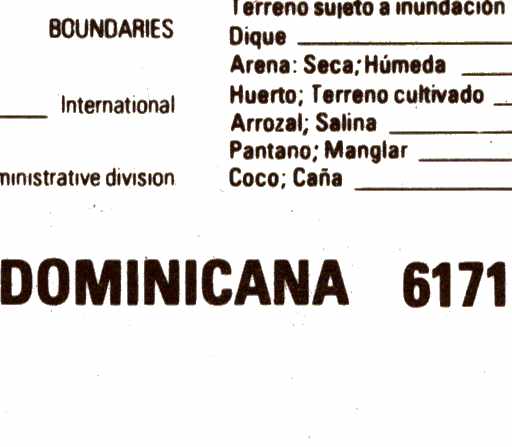 BOUNDARIES
International
ministrative division
Terreno sujeto a inundación
Dique
Arena: Seca; Húmeda
Huerto; Terreno cultivado
Arrozal; Salina
Pantano; Manglar
Coco; Caña
DOMINICANA 6171